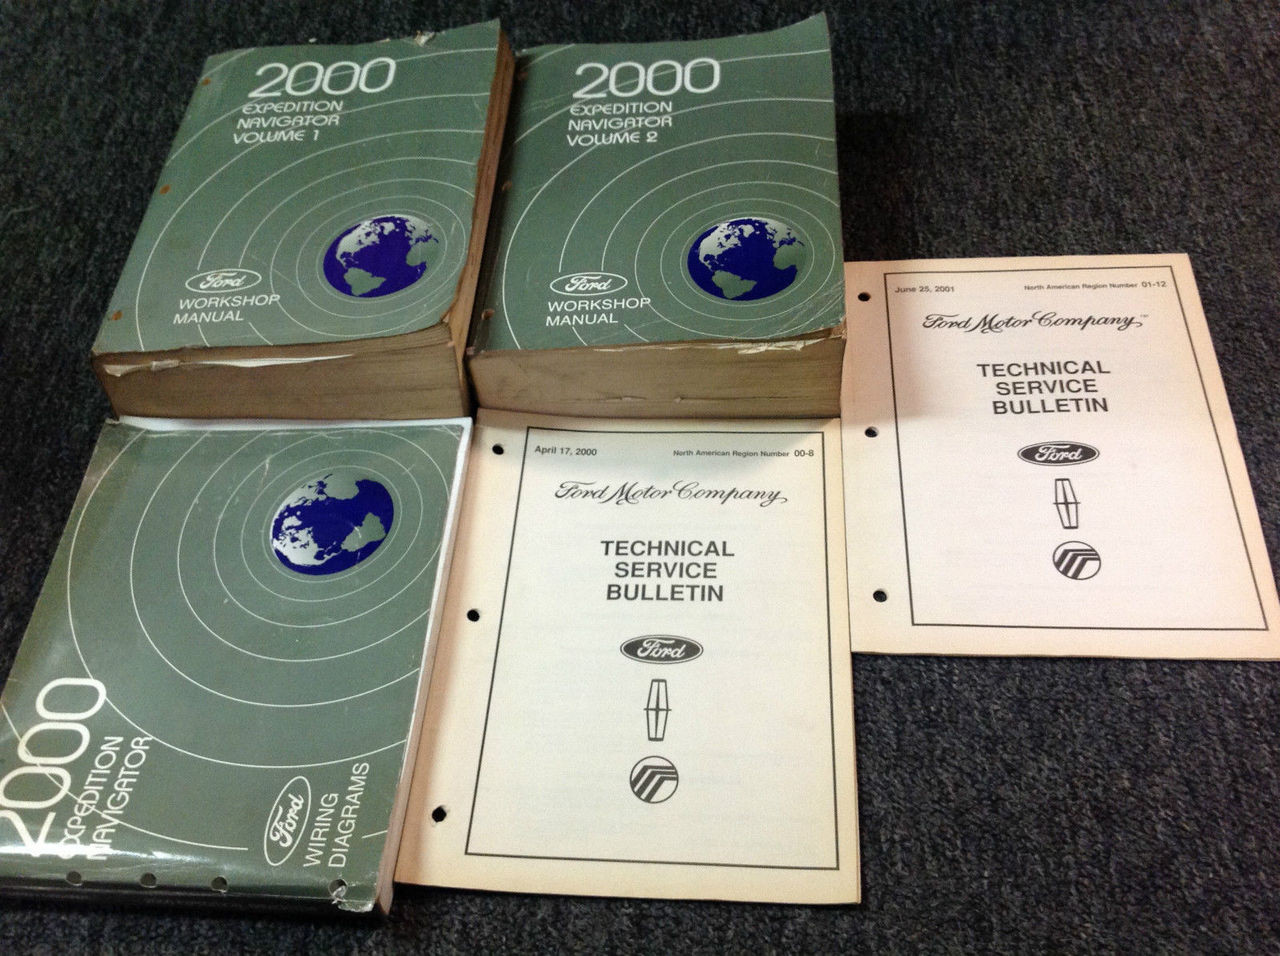 2000
EXPEDITION
NAVIGATOR
VOLUME 1
Ford
WORKSHOP
MANUAL
2000
EXPEDITION
NAVIGATOR
VOLUME 2
Ford
WORKSHOP
MANUAL
June 25, 2001 North American Region Number 01-12
Ford Motor Company™
TECHNICAL
SERVICE
BULLETIN
Ford
2000
EXPEDITION
NAVIGATOR
Ford
WIRING
DIAGRAMS
April 17, 2000 North American Region Number 00-8
Ford Motor Company
TECHNICAL
SERVICE
BULLETIN
Ford